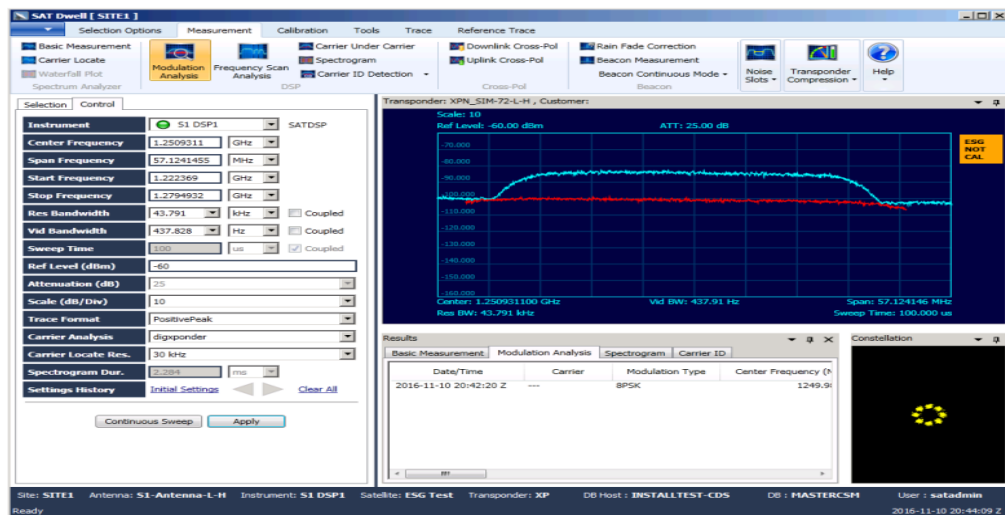 SAT Dwell [ SITE1 ]
Selection Options Measurement Calibration Tools Trace Reference Trace
Basic Measurement
Carrier Locate
Waterfall Plot
Spectrum Analyzer
Modulation Analysis
Frequency Scan Analysis
Carrier Under Carrier
Spectrogram
Carrier ID Detection
DSP
Downlink Cross-Pol
Uplink Cross-Pol
Cross-Pol
Rain Fade Correction
Beacon Measurement
Beacon Continuous Mode
Beacon
Noise Slots
Transponder Compression
Help
Selection Control
Instrument S1 DSP1 SATDSP
Center Frequency 1.2509311 GHz
Span Frequency 57.1241455 MHz
Start Frequency 1.222369 GHz
Stop Frequency 1.2794932 GHz
Res Bandwidth 43.791 kHz Coupled
Vid Bandwidth 437.828 Hz Coupled
Sweep Time 100 us Coupled
Ref Level (dBm) -60
Attenuation (dB) 25
Scale (dB/Div) 10
Trace Format PositivePeak
Carrier Analysis digxponder
Carrier Locate Res. 30 kHz
Spectrogram Dur. 2.284 ms
Settings History Initial Settings Clear All
Continuous Sweep Apply
Transponder: XPN_SIM-72-L-H , Customer:
Scale: 10
Ref Level: -60.00 dBm ATT: 25.00 dB
-70.000
-80.000
-90.000
-100.000
-110.000
-120.000
-130.000
-140.000
-150.000
-160.000
ESG
NOT
CAL
Center: 1.250931100 GHz Vid BW: 437.91 Hz Span: 57.124146 MHz
Res BW: 43.791 kHz Sweep Time: 100.000 us
Results
Basic Measurement Modulation Analysis Spectrogram Carrier ID
Date/Time Carrier Modulation Type Center Frequency (M
2016-11-10 20:42:20 Z --- 8PSK 1249.9
Constellation
Site: SITE1 Antenna: S1-Antenna-L-H Instrument: S1 DSP1 Satellite: ESG Test Transponder: XP DB Host : INSTALLTEST-CDS DB : MASTERCSM User : satadmin
Ready 2016-11-10 20:44:09 Z